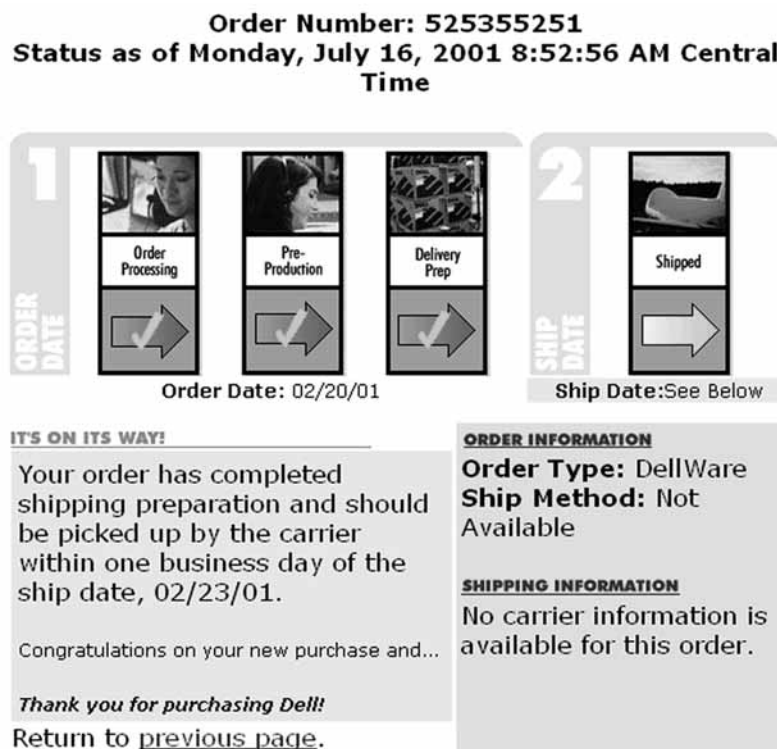 Order Number: 525355251
Status as of Monday, July 16, 2001 8:52:56 AM Central
Time
1
ORDER
DATE
Order
Processing
Pre-
Production
Delivery
Prep
Order Date: 02/20/01
2
SHIP
DATE
Shipped
Ship Date:See Below
IT'S ON ITS WAY!
Your order has completed
shipping preparation and should
be picked up by the carrier
within one business day of the
ship date, 02/23/01.
Congratulations on your new purchase and...
Thank you for purchasing Dell!
Return to previous page.
ORDER INFORMATION
Order Type: DellWare
Ship Method: Not
Available
SHIPPING INFORMATION
No carrier information is
available for this order.